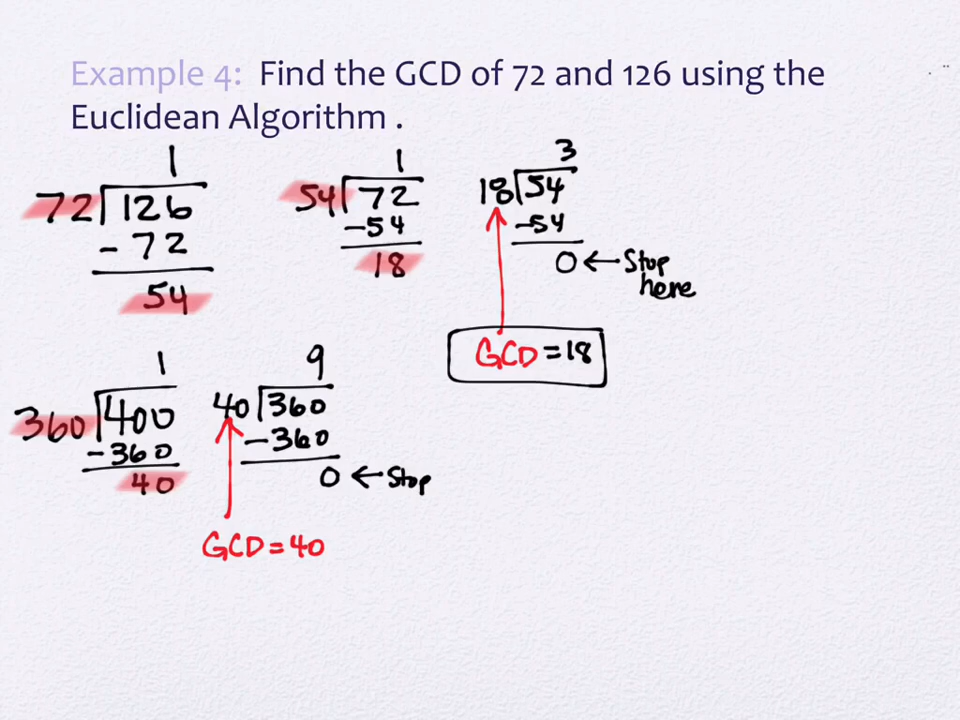 Example 4: Find the GCD of 72 and 126 using the
Euclidean Algorithm .
1
72 126
- 72
54
1
54 72
-54
18
3
18 54
-54
0 ← Stop
here
GCD = 18
1
360 400
-360
40
9
40 360
-360
0 ← Stop
GCD = 40